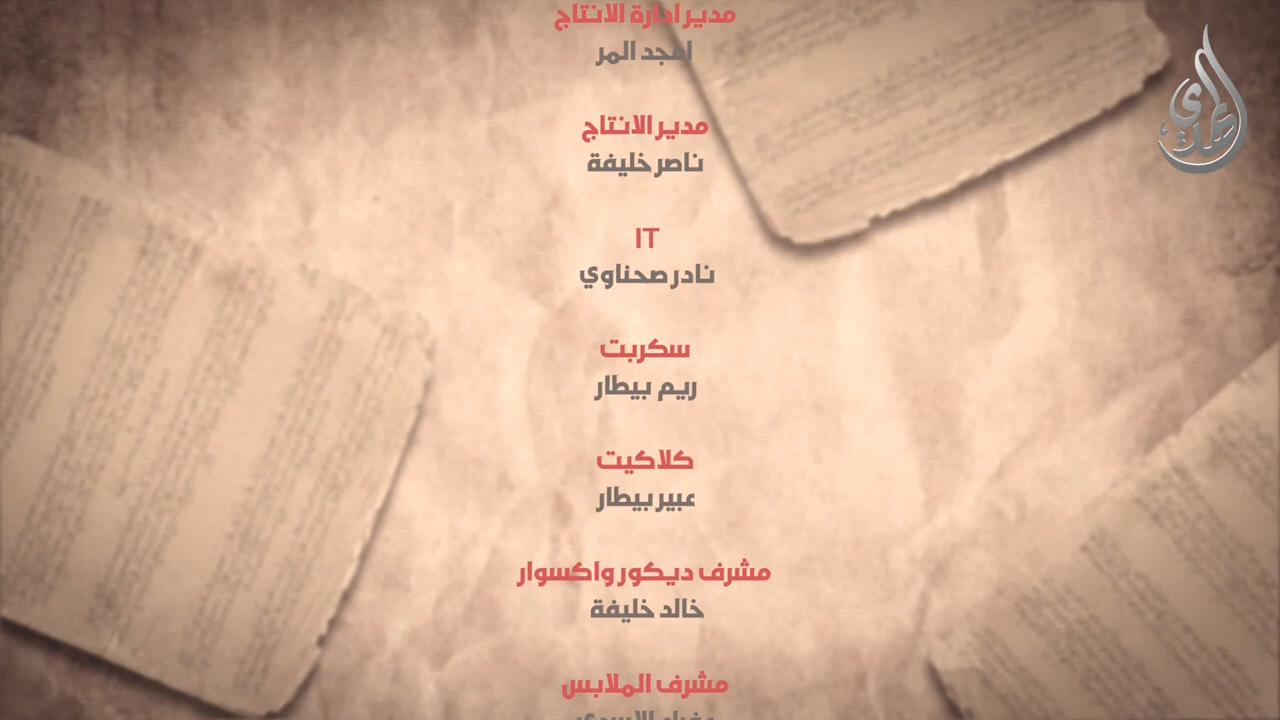 مدير ادارة الانتاج
امجد المر
مدير الانتاج
ناصر خليفة
IT
نادر صحناوي
سكربت
ريم بيطار
كلاكيت
عبير بيطار
مشرف ديكور واكسوار
خالد خليفة
مشرف الملابس